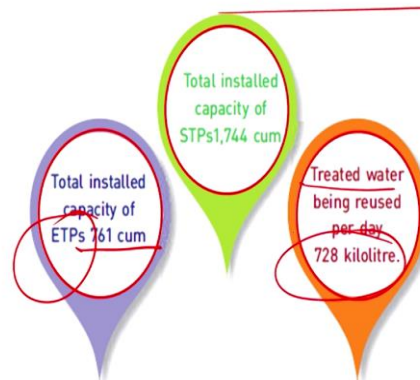 Total installed
capacity of
STPs1,744 cum
Total installed
capacity of
ETPs 761 cum
Treated water
being reused
per day
728 kilolitre.